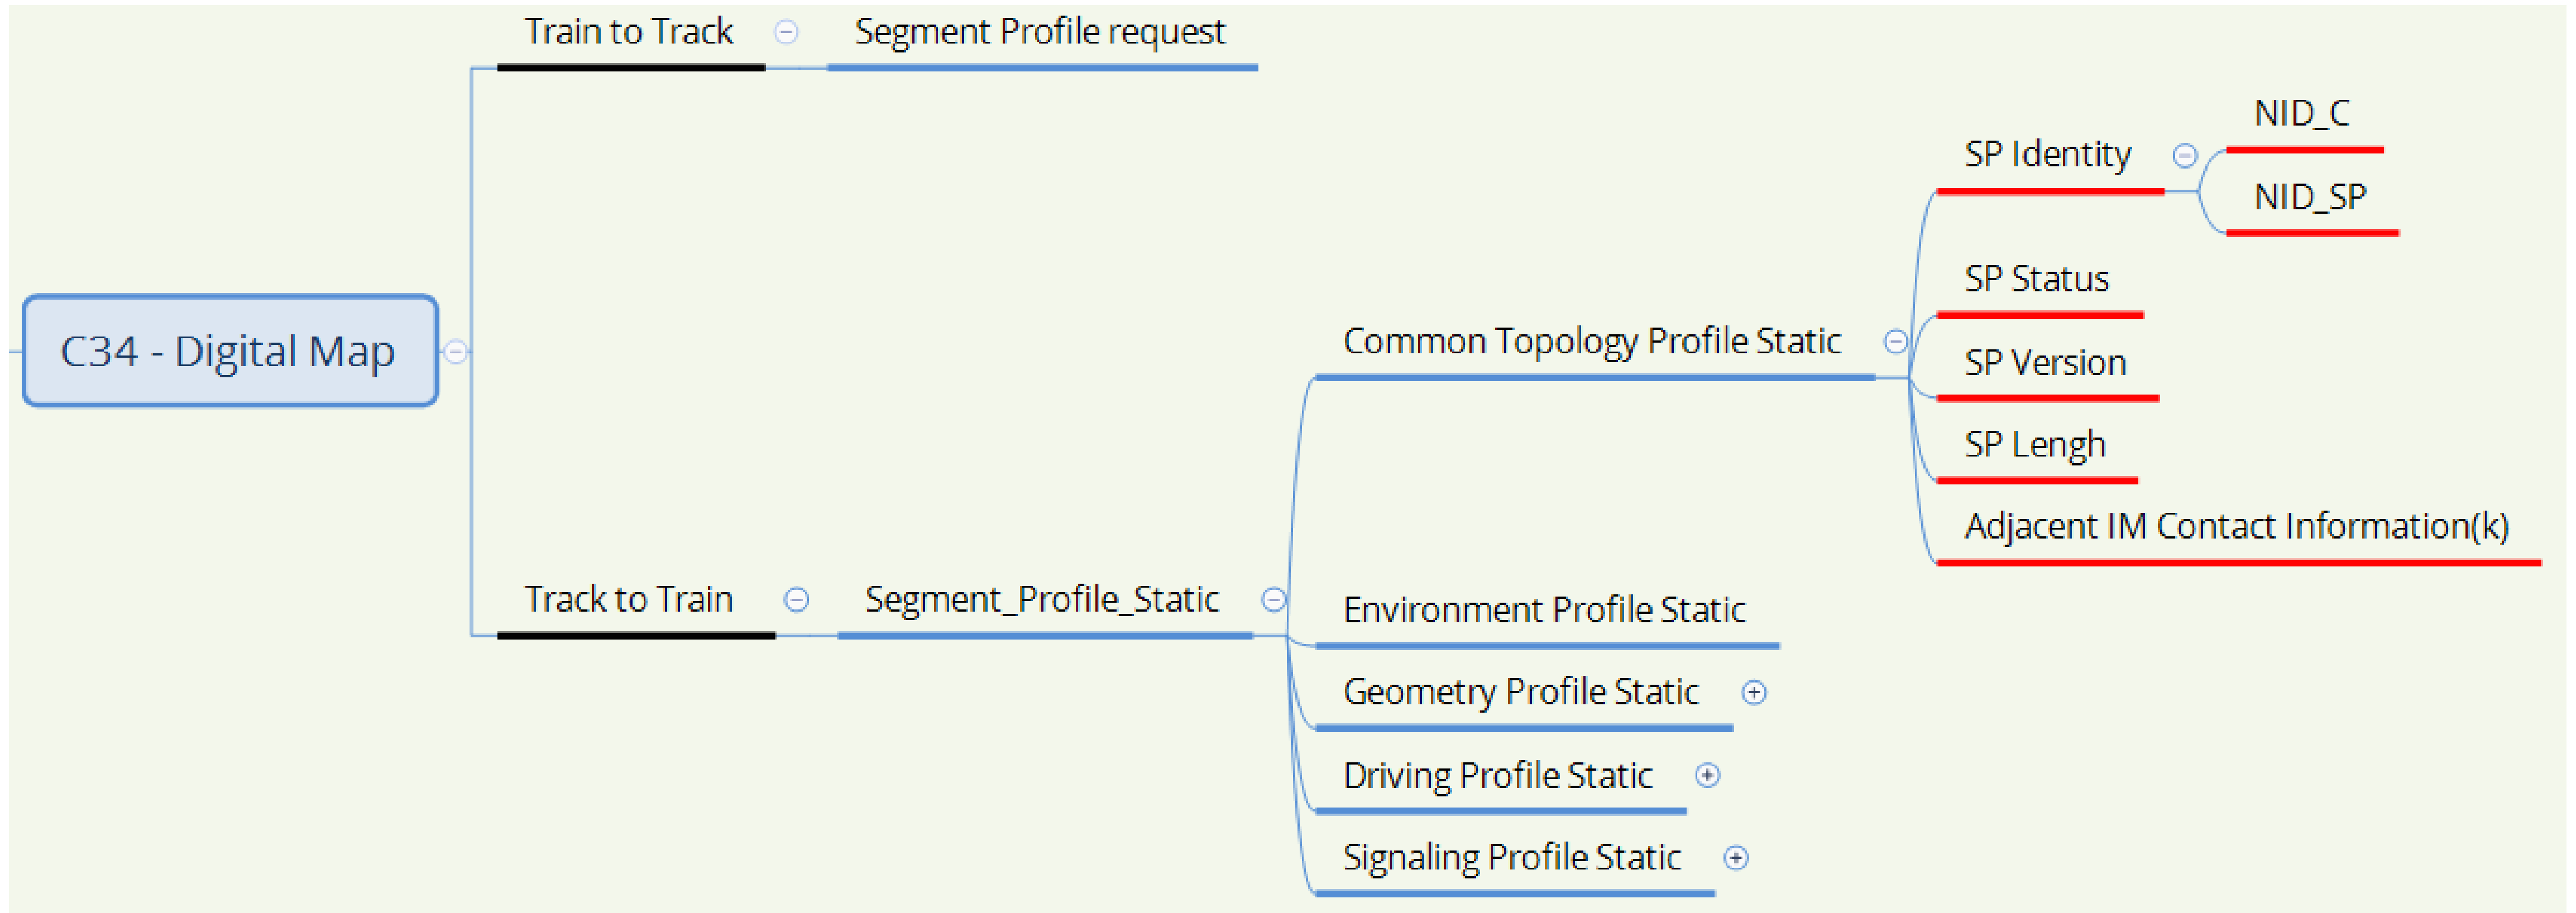 Train to Track
Segment Profile request
NID_C
SP Identity
NID_SP
SP Status
C34 - Digital Map
Common Topology Profile Static
SP Version
SP Lengh
Adjacent IM Contact Information(k)
Track to Train
Segment_Profile_Static
Environment Profile Static
Geometry Profile Static
Driving Profile Static
Signaling Profile Static